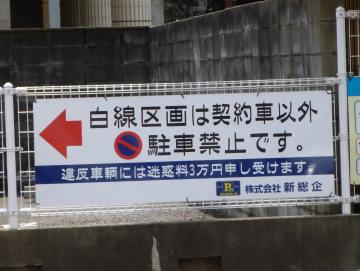 白線区画は契約車以外
駐車禁止です。
違反車輌には迷惑料3万円申し受けます。
P 株式会社 新総企